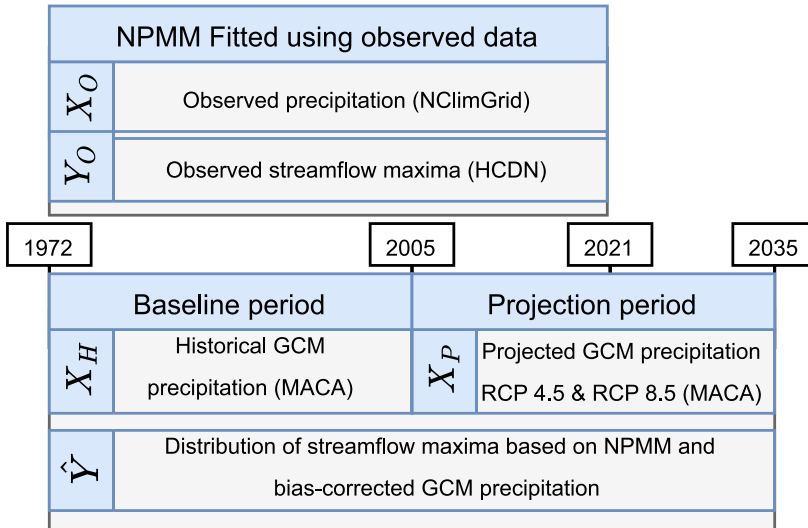 NPMM Fitted using observed data
X_O
Observed precipitation (NClimGrid)
Y_O
Observed streamflow maxima (HCDN)
1972
2005
2021
2035
Baseline period
Projection period
X_H
Historical GCM
precipitation (MACA)
X_P
Projected GCM precipitation
RCP 4.5 & RCP 8.5 (MACA)
Ŷ
Distribution of streamflow maxima based on NPMM and
bias-corrected GCM precipitation